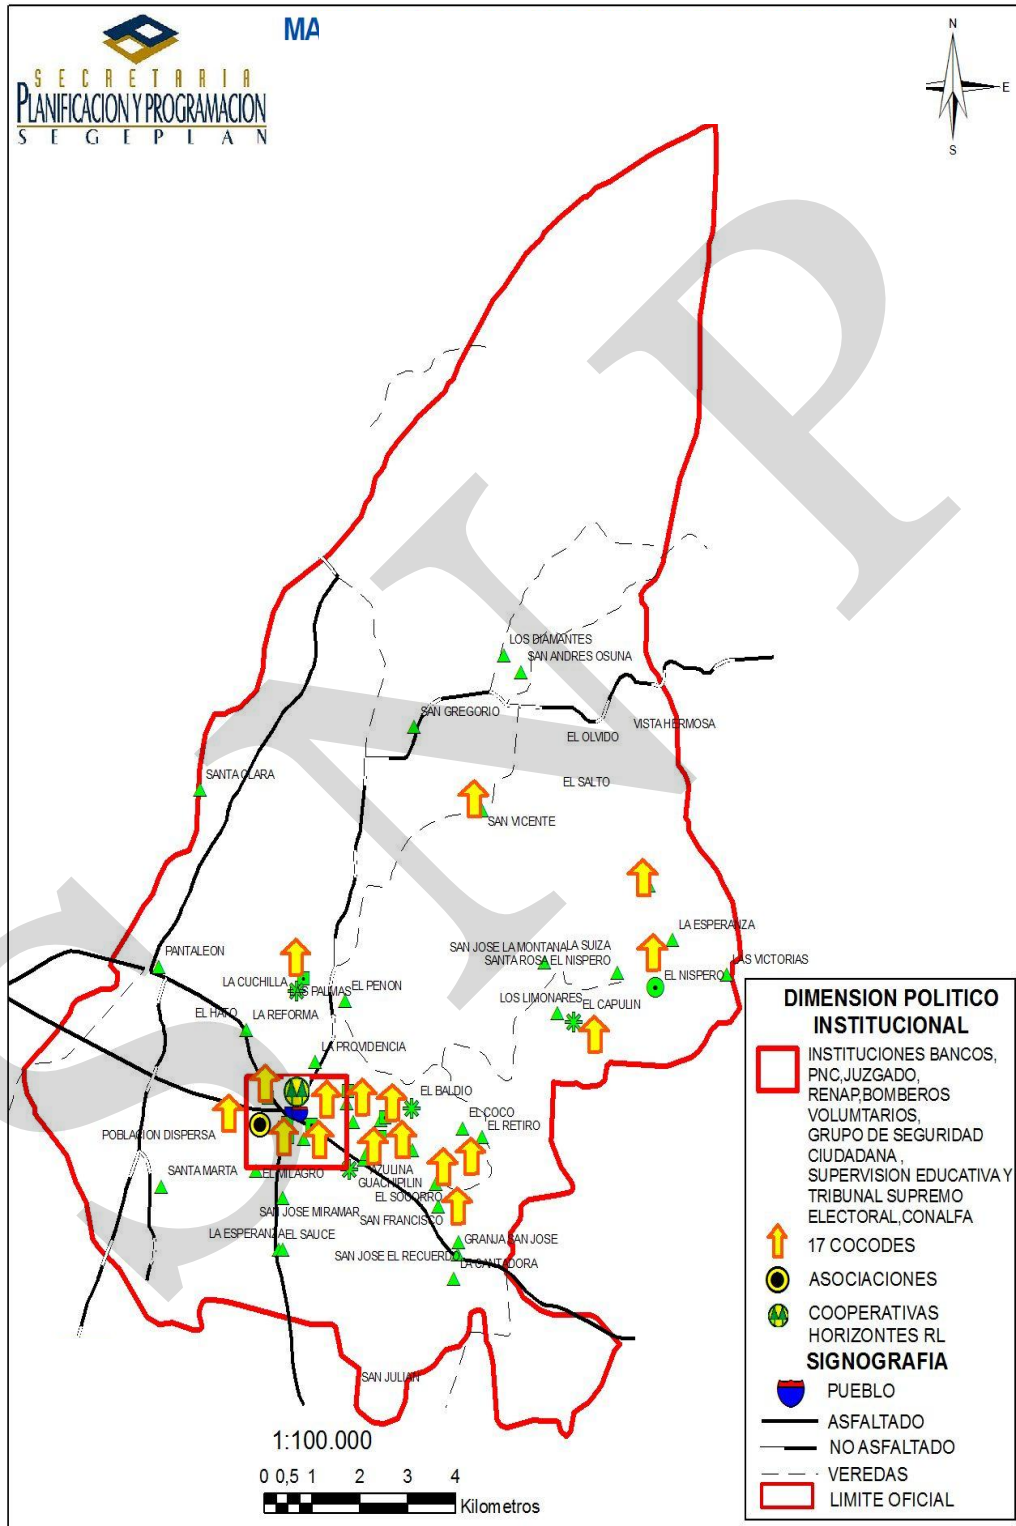 MA
SECRETARIA
PLANIFICACION Y PROGRAMACION
SEGEPLAN
N
E
S
SNP
LOS DIAMANTES
SAN ANDRES OSUNA
SAN GREGORIO
VISTA HERMOSA
EL OLVIDO
SANTA CLARA
EL SALTO
SAN VICENTE
LA ESPERANZA
SAN JOSE LA MONTANA
LA SUIZA
SANTA ROSA EL NISPERO
LAS VICTORIAS
PANTALEON
EL NISPERO
LA CUCHILLA
LAS PALMAS
EL PENON
LOS LIMONARES
EL CAPULIN
EL HATO
LA REFORMA
LA PROVIDENCIA
EL BALDIO
EL COCO
EL RETIRO
POBLACION DISPERSA
SANTA MARTA
EL MILAGRO
AZULINA
GUACHIPILIN
EL SOCORRO
SAN JOSE MIRAMAR
SAN FRANCISCO
LA ESPERANZA
EL SAUCE
GRANJA SAN JOSE
SAN JOSE EL RECUERDO
LA CANTADORA
SAN JULIAN
1:100.000
0 0,5 1 2 3 4
Kilometros
DIMENSION POLITICO
INSTITUCIONAL
INSTITUCIONES BANCOS,
PNC,JUZGADO,
RENAP,BOMBEROS
VOLUMTARIOS,
GRUPO DE SEGURIDAD
CIUDADANA ,
SUPERVISION EDUCATIVA Y
TRIBUNAL SUPREMO
ELECTORAL,CONALFA
17 COCODES
ASOCIACIONES
COOPERATIVAS
HORIZONTES RL
SIGNOGRAFIA
PUEBLO
ASFALTADO
NO ASFALTADO
VEREDAS
LIMITE OFICIAL